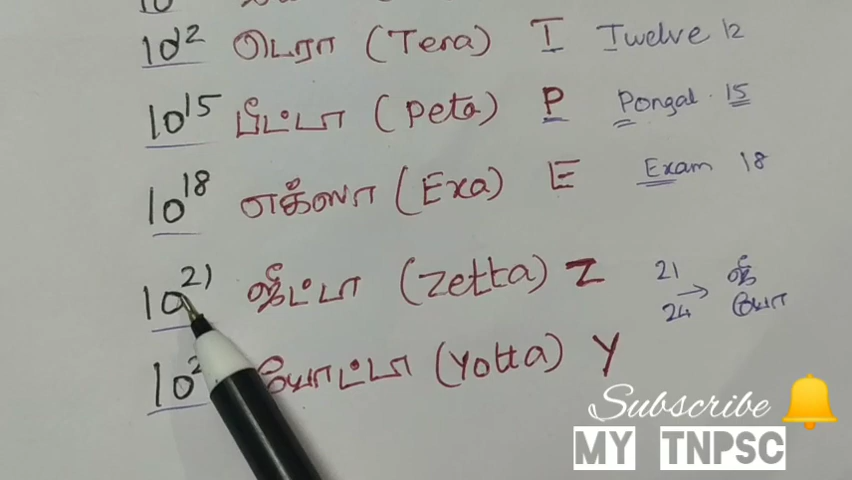 10¹² டெரா (Tera) T Twelve 12
10¹⁵ பீட்டா (Peta) P Pongal 15
10¹⁸ எக்ஸா (Exa) E Exam 18
10²¹ ஜீட்டா (Zetta) Z 21 → ஜீ
10² யோட்டா (Yotta) Y 24 யோ
Subscribe
MY TNPSC